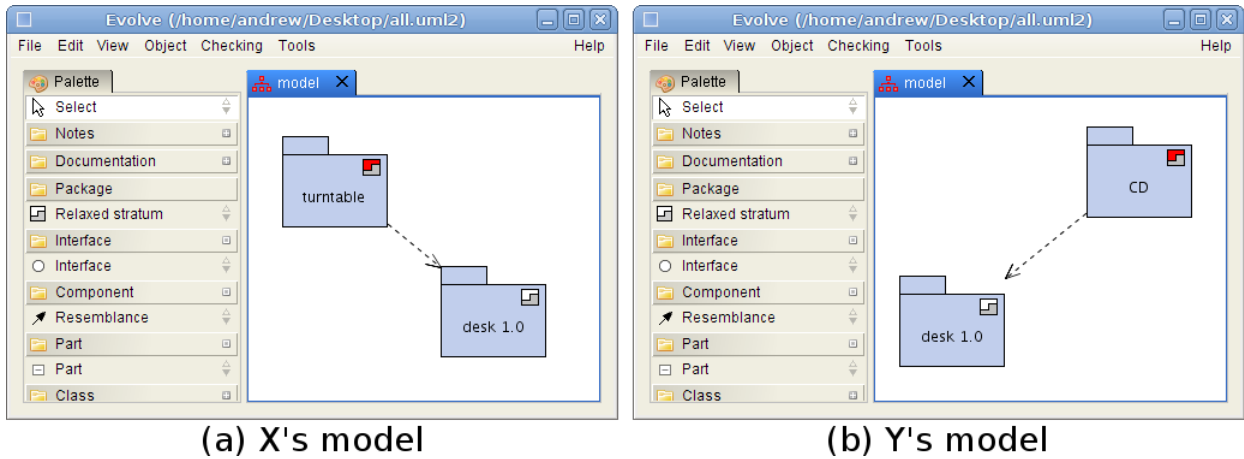 Evolve (/home/andrew/Desktop/all.uml2)
File Edit View Object Checking Tools Help
Palette
model
Select
Notes
Documentation
Package
Relaxed stratum
Interface
Interface
Component
Resemblance
Part
Part
Class
turntable
desk 1.0
(a) X's model
Evolve (/home/andrew/Desktop/all.uml2)
File Edit View Object Checking Tools Help
Palette
model
Select
Notes
Documentation
Package
Relaxed stratum
Interface
Interface
Component
Resemblance
Part
Part
Class
CD
desk 1.0
(b) Y's model